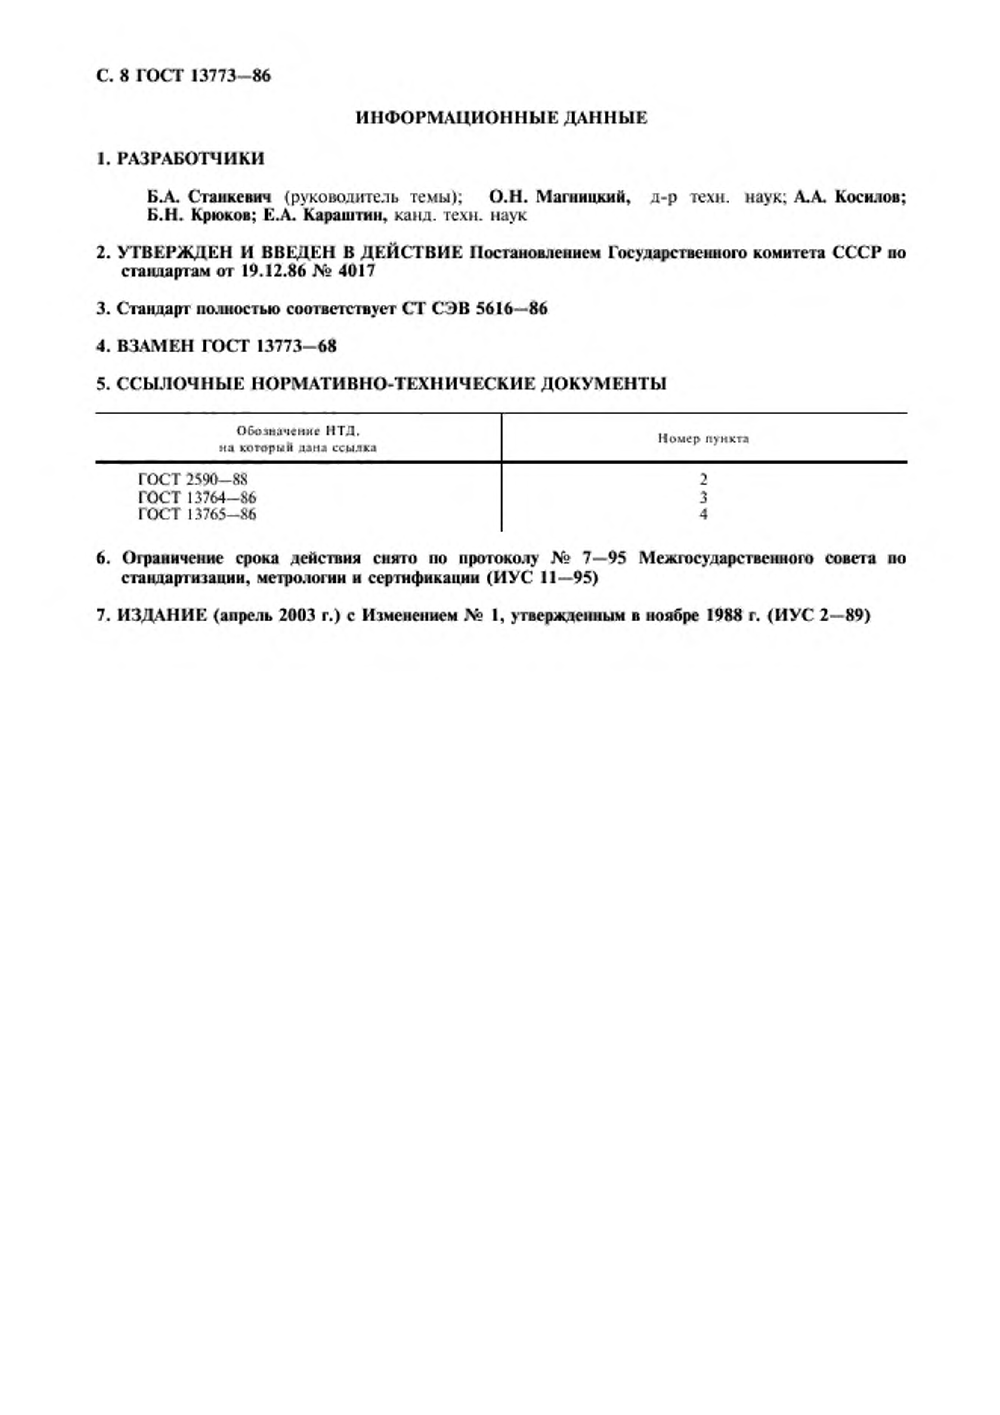 С. 8 ГОСТ 13773—86
ИНФОРМАЦИОННЫЕ ДАННЫЕ
1. РАЗРАБОТЧИКИ
Б.А. Станкевич (руководитель темы); О.Н. Магницкий, д-р техн. наук; А.А. Косилов;
Б.Н. Крюков; Е.А. Караштин, канд. техн. наук
2. УТВЕРЖДЕН И ВВЕДЕН В ДЕЙСТВИЕ Постановлением Государственного комитета СССР по
стандартам от 19.12.86 № 4017
3. Стандарт полностью соответствует СТ СЭВ 5616—86
4. ВЗАМЕН ГОСТ 13773—68
5. ССЫЛОЧНЫЕ НОРМАТИВНО-ТЕХНИЧЕСКИЕ ДОКУМЕНТЫ
Обозначение НТД,
на который дана ссылка
Номер пункта
ГОСТ 2590—88 2
ГОСТ 13764—86 3
ГОСТ 13765—86 4
6. Ограничение срока действия снято по протоколу № 7—95 Межгосударственного совета по
стандартизации, метрологии и сертификации (ИУС 11—95)
7. ИЗДАНИЕ (апрель 2003 г.) с Изменением № 1, утвержденным в ноябре 1988 г. (ИУС 2—89)